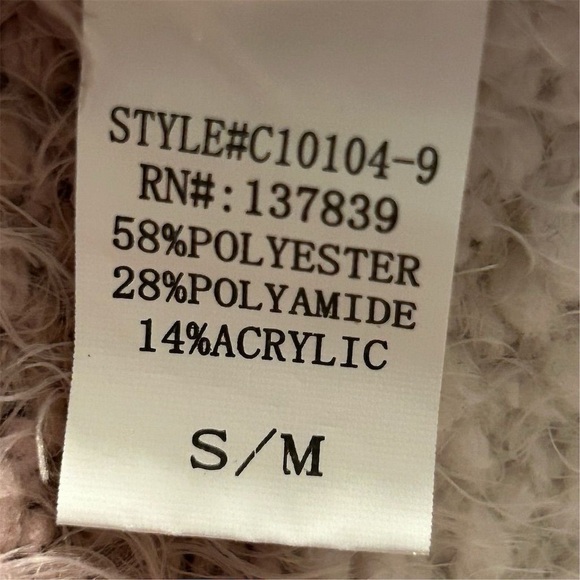 STYLE#C10104-9
RN#:137839
58%POLYESTER
28%POLYAMIDE
14%ACRYLIC
S/M